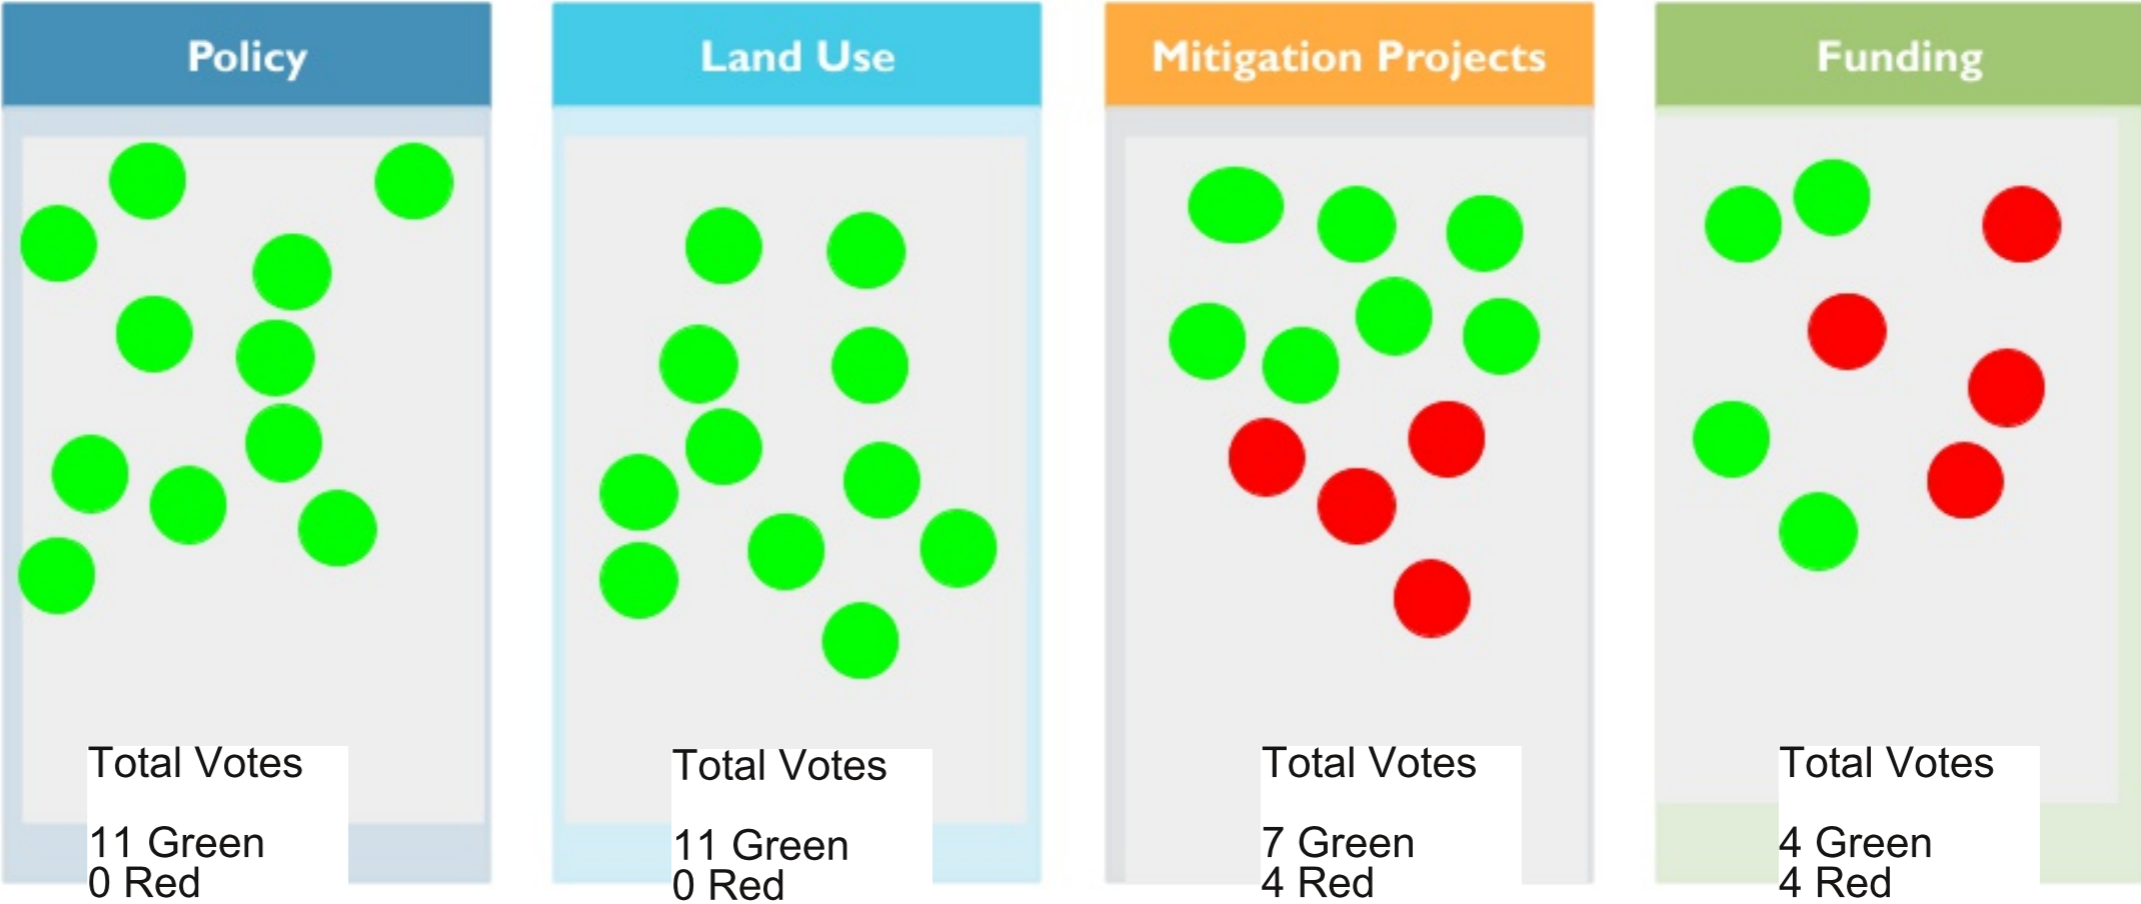 Policy
Land Use
Mitigation Projects
Funding
Total Votes
11 Green
0 Red
Total Votes
11 Green
0 Red
Total Votes
7 Green
4 Red
Total Votes
4 Green
4 Red